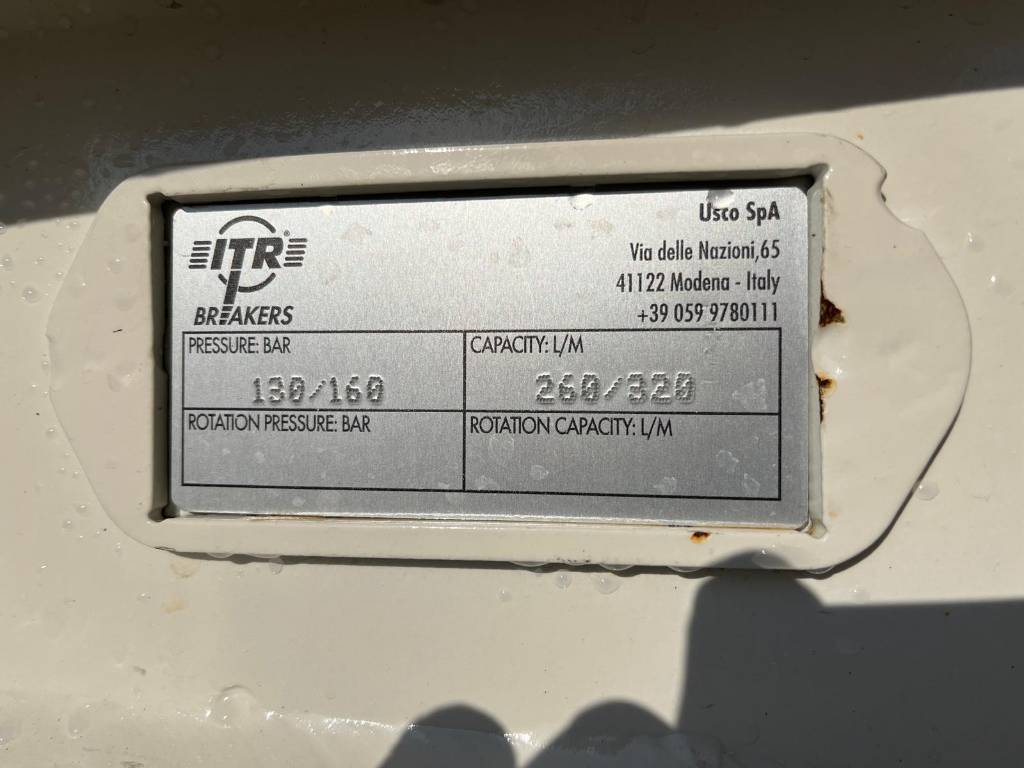 ITR®
BREAKERS
Usco SpA
Via delle Nazioni,65
41122 Modena - Italy
+39 059 9780111
PRESSURE: BAR
130/160
CAPACITY: L/M
260/320
ROTATION PRESSURE: BAR
ROTATION CAPACITY: L/M